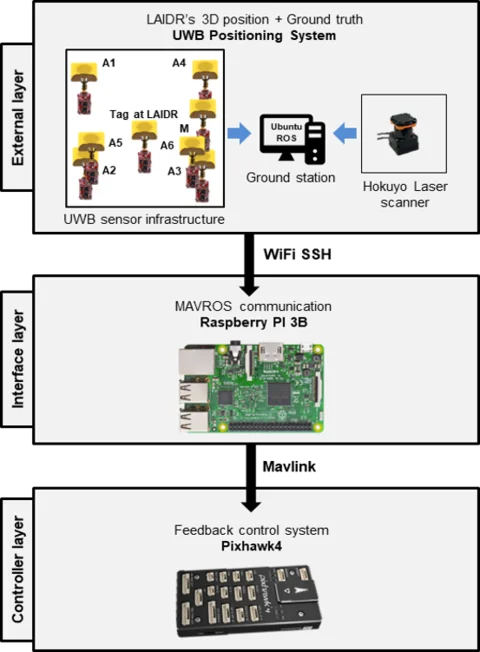 LAIDR's 3D position + Ground truth
UWB Positioning System
External layer
A1
A4
Tag at LAIDR
M
A5
A6
A2
A3
UWB sensor infrastructure
Ubuntu
ROS
Ground station
Hokuyo Laser
scanner
WiFi SSH
Interface layer
MAVROS communication
Raspberry PI 3B
Mavlink
Controller layer
Feedback control system
Pixhawk4
pixhawk4